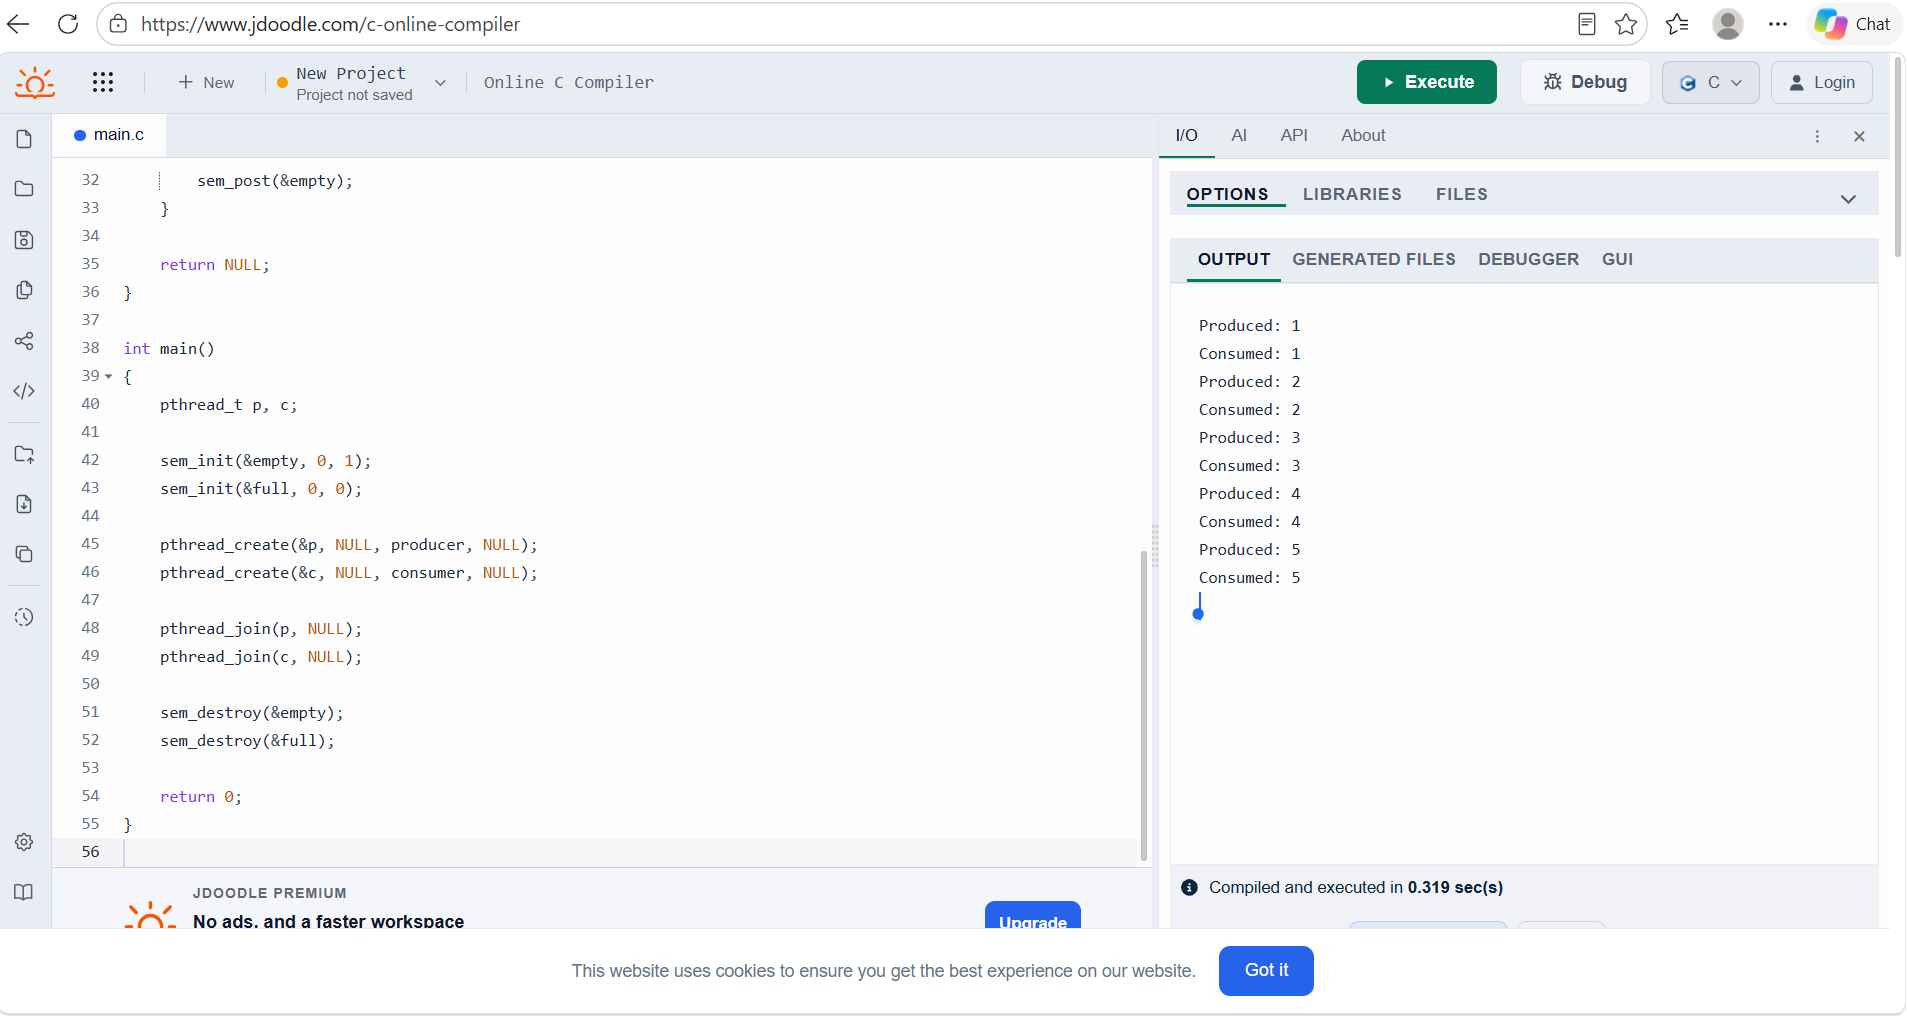 https://www.jdoodle.com/c-online-compiler
Chat
New
New Project
Project not saved
Online C Compiler
Execute
Debug
C
Login
main.c
32 sem_post(&empty);
33 }
34
35 return NULL;
36 }
37
38 int main()
39 {
40 pthread_t p, c;
41
42 sem_init(&empty, 0, 1);
43 sem_init(&full, 0, 0);
44
45 pthread_create(&p, NULL, producer, NULL);
46 pthread_create(&c, NULL, consumer, NULL);
47
48 pthread_join(p, NULL);
49 pthread_join(c, NULL);
50
51 sem_destroy(&empty);
52 sem_destroy(&full);
53
54 return 0;
55 }
56
JDOODLE PREMIUM
No ads, and a faster workspace
Upgrade
I/O AI API About
OPTIONS LIBRARIES FILES
OUTPUT GENERATED FILES DEBUGGER GUI
Produced: 1
Consumed: 1
Produced: 2
Consumed: 2
Produced: 3
Consumed: 3
Produced: 4
Consumed: 4
Produced: 5
Consumed: 5
Compiled and executed in 0.319 sec(s)
This website uses cookies to ensure you get the best experience on our website.
Got it